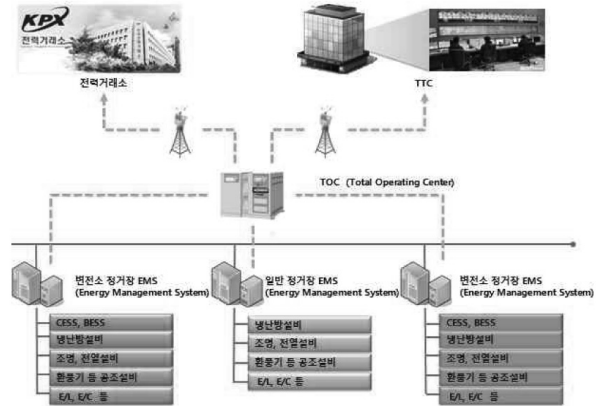 KPX
전력거래소
전력거래소
TTC
TOC (Total Operating Center)
변전소 정거장 EMS
(Energy Management System)
일반 정거장 EMS
(Energy Management System)
변전소 정거장 EMS
(Energy Management System)
CESS, BESS
냉난방설비
조명, 전열설비
환풍기 등 공조설비
E/L, E/C 등
냉난방설비
조명, 전열설비
환풍기 등 공조설비
E/L, E/C 등
CESS, BESS
냉난방설비
조명, 전열설비
환풍기 등 공조설비
E/L, E/C 등